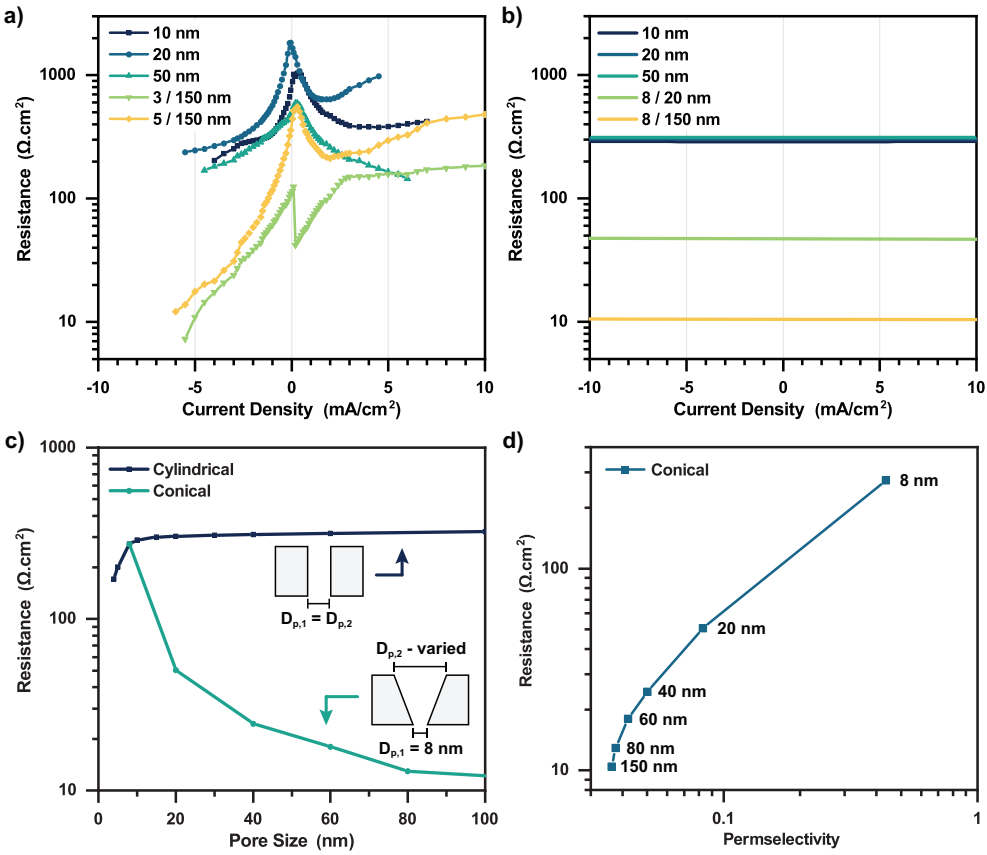 a)
10 nm
20 nm
50 nm
3 / 150 nm
5 / 150 nm
1000
100
10
Resistance (Ω.cm²)
-10 -5 0 5 10
Current Density (mA/cm²)
b)
10 nm
20 nm
50 nm
8 / 20 nm
8 / 150 nm
1000
100
10
Resistance (Ω.cm²)
-10 -5 0 5 10
Current Density (mA/cm²)
c)
Cylindrical
Conical
1000
100
10
Resistance (Ω.cm²)
Dp,1 = Dp,2
Dp,2 - varied
Dp,1 = 8 nm
0 20 40 60 80 100
Pore Size (nm)
d)
Conical
100
10
Resistance (Ω.cm²)
8 nm
20 nm
40 nm
60 nm
80 nm
150 nm
0.1 1
Permselectivity